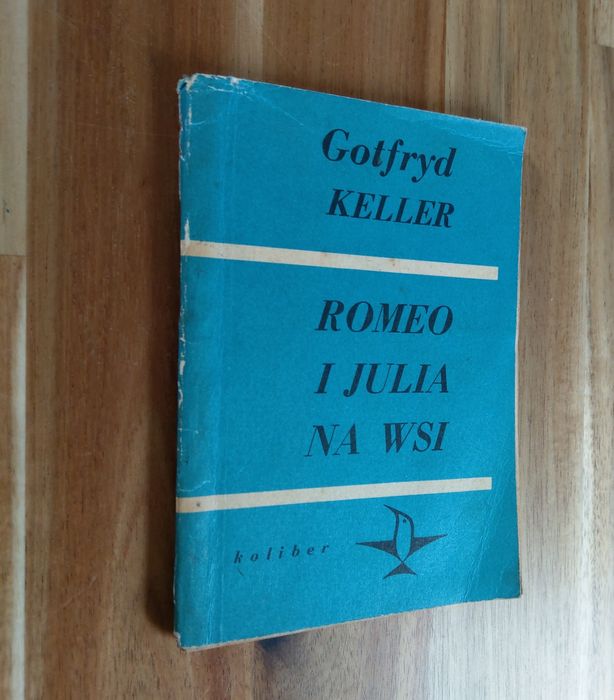 Gotfryd
KELLER
ROMEO
I JULIA
NA WSI
koliber